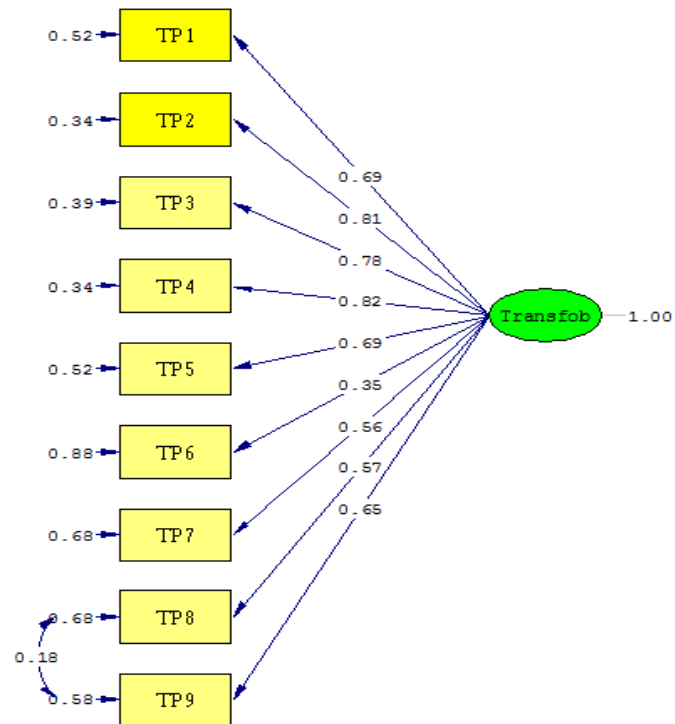 0.52 TP1
0.34 TP2
0.39 TP3
0.34 TP4
0.52 TP5
0.88 TP6
0.68 TP7
0.68 TP8
0.58 TP9
0.18
0.69
0.81
0.78
0.82
0.69
0.35
0.56
0.57
0.65
Transfob 1.00